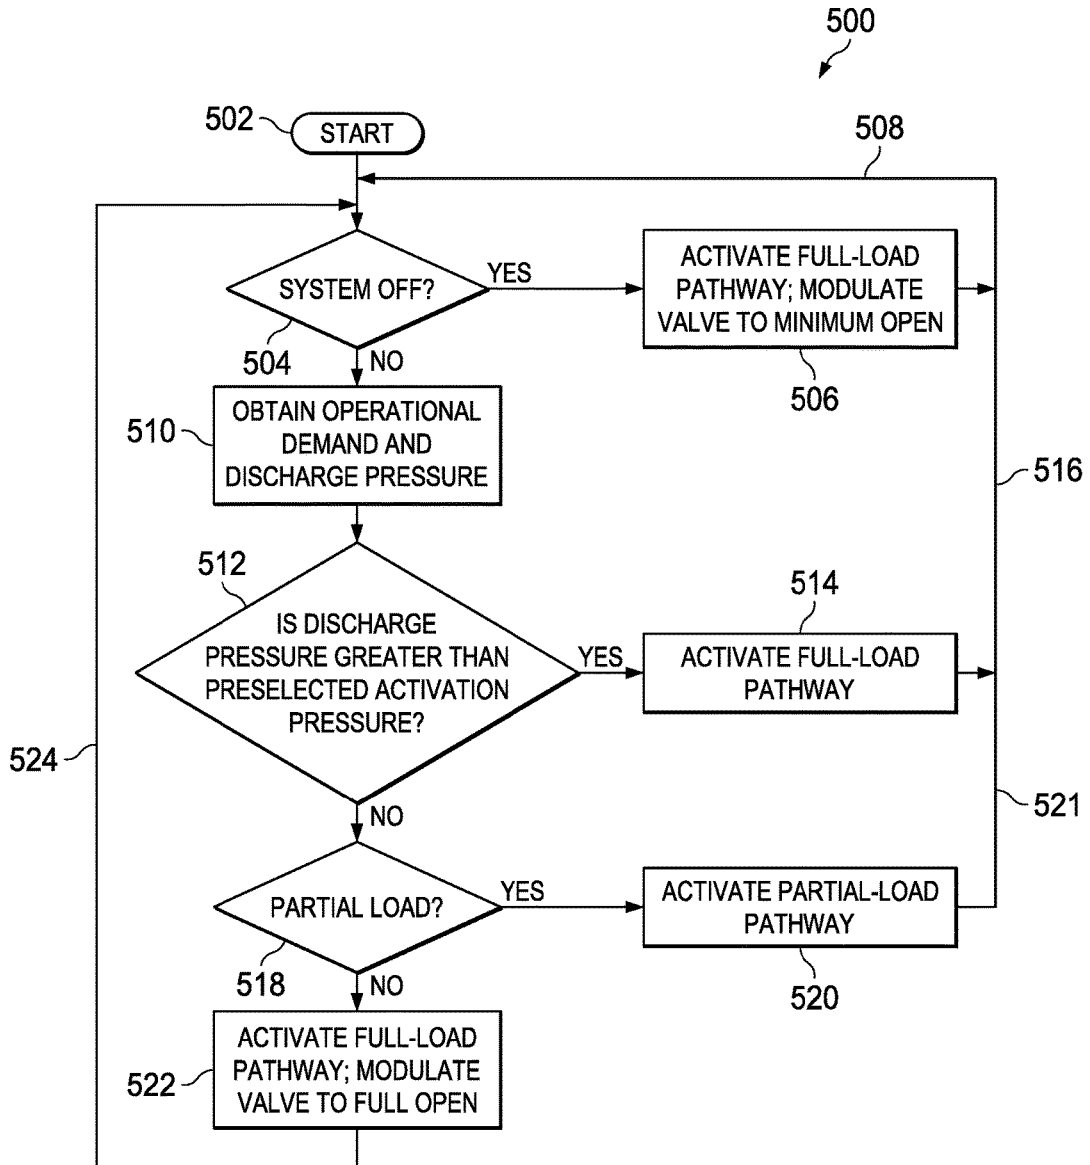 500
502
START
508
SYSTEM OFF?
YES
ACTIVATE FULL-LOAD
PATHWAY; MODULATE
VALVE TO MINIMUM OPEN
504
NO
506
510
OBTAIN OPERATIONAL
DEMAND AND
DISCHARGE PRESSURE
516
512
IS DISCHARGE
PRESSURE GREATER THAN
PRESELECTED ACTIVATION
PRESSURE?
YES
514
ACTIVATE FULL-LOAD
PATHWAY
524
NO
521
PARTIAL LOAD?
YES
ACTIVATE PARTIAL-LOAD
PATHWAY
518
NO
520
522
ACTIVATE FULL-LOAD
PATHWAY; MODULATE
VALVE TO FULL OPEN